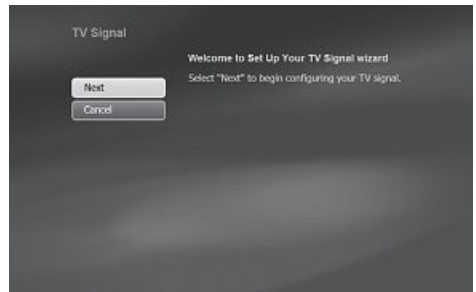 TV Signal
Welcome to Set Up Your TV Signal wizard
Select "Next" to begin configuring your TV signal.
Next
Cancel